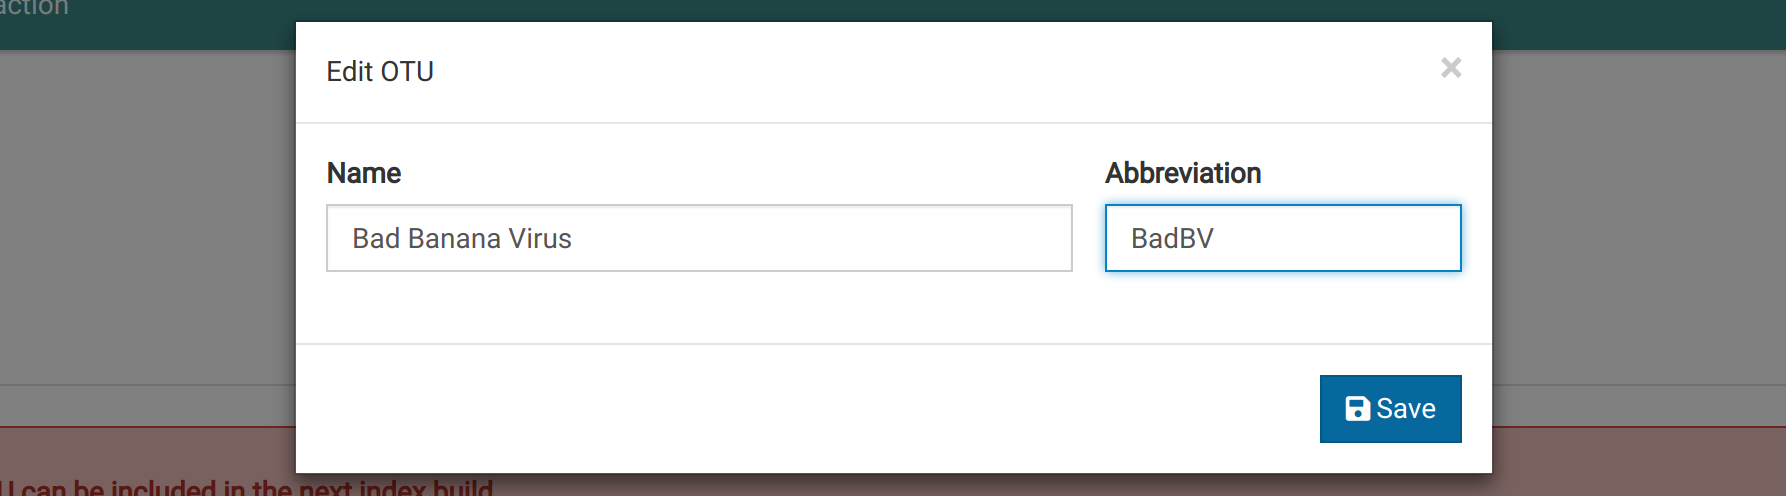 action
Edit OTU
×
Name
Abbreviation
Bad Banana Virus
BadBV
Save
U can be included in the next index build